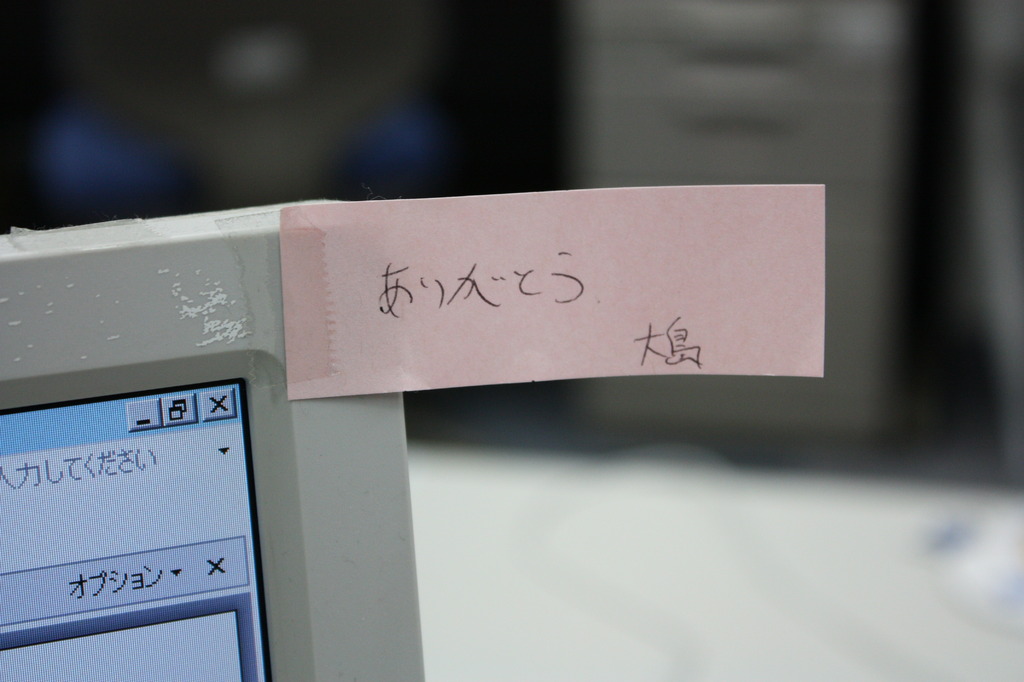 ありがとう
大島
入力してください
オプション